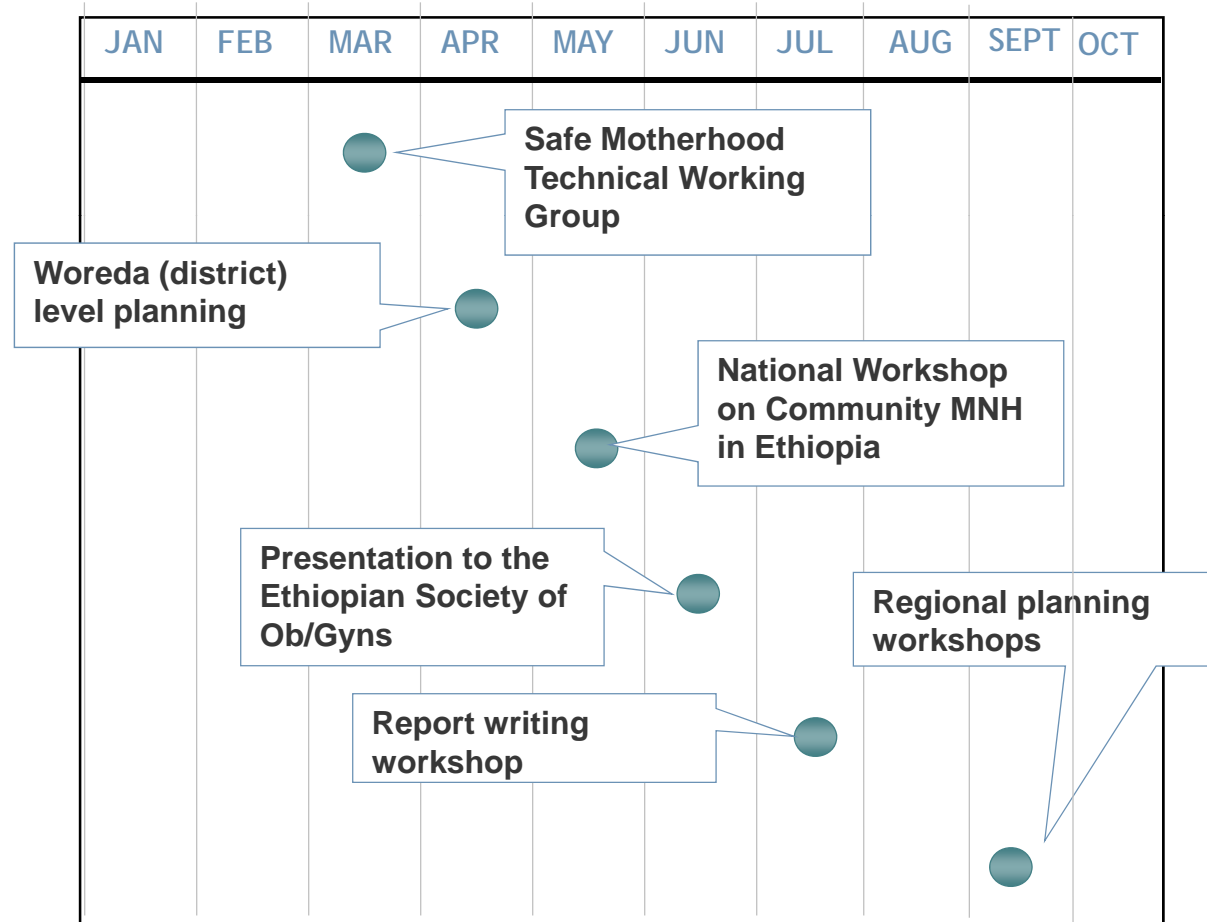 JAN FEB MAR APR MAY JUN JUL AUG SEPT OCT
Safe Motherhood
Technical Working
Group
Woreda (district)
level planning
National Workshop
on Community MNH
in Ethiopia
Presentation to the
Ethiopian Society of
Ob/Gyns
Regional planning
workshops
Report writing
workshop